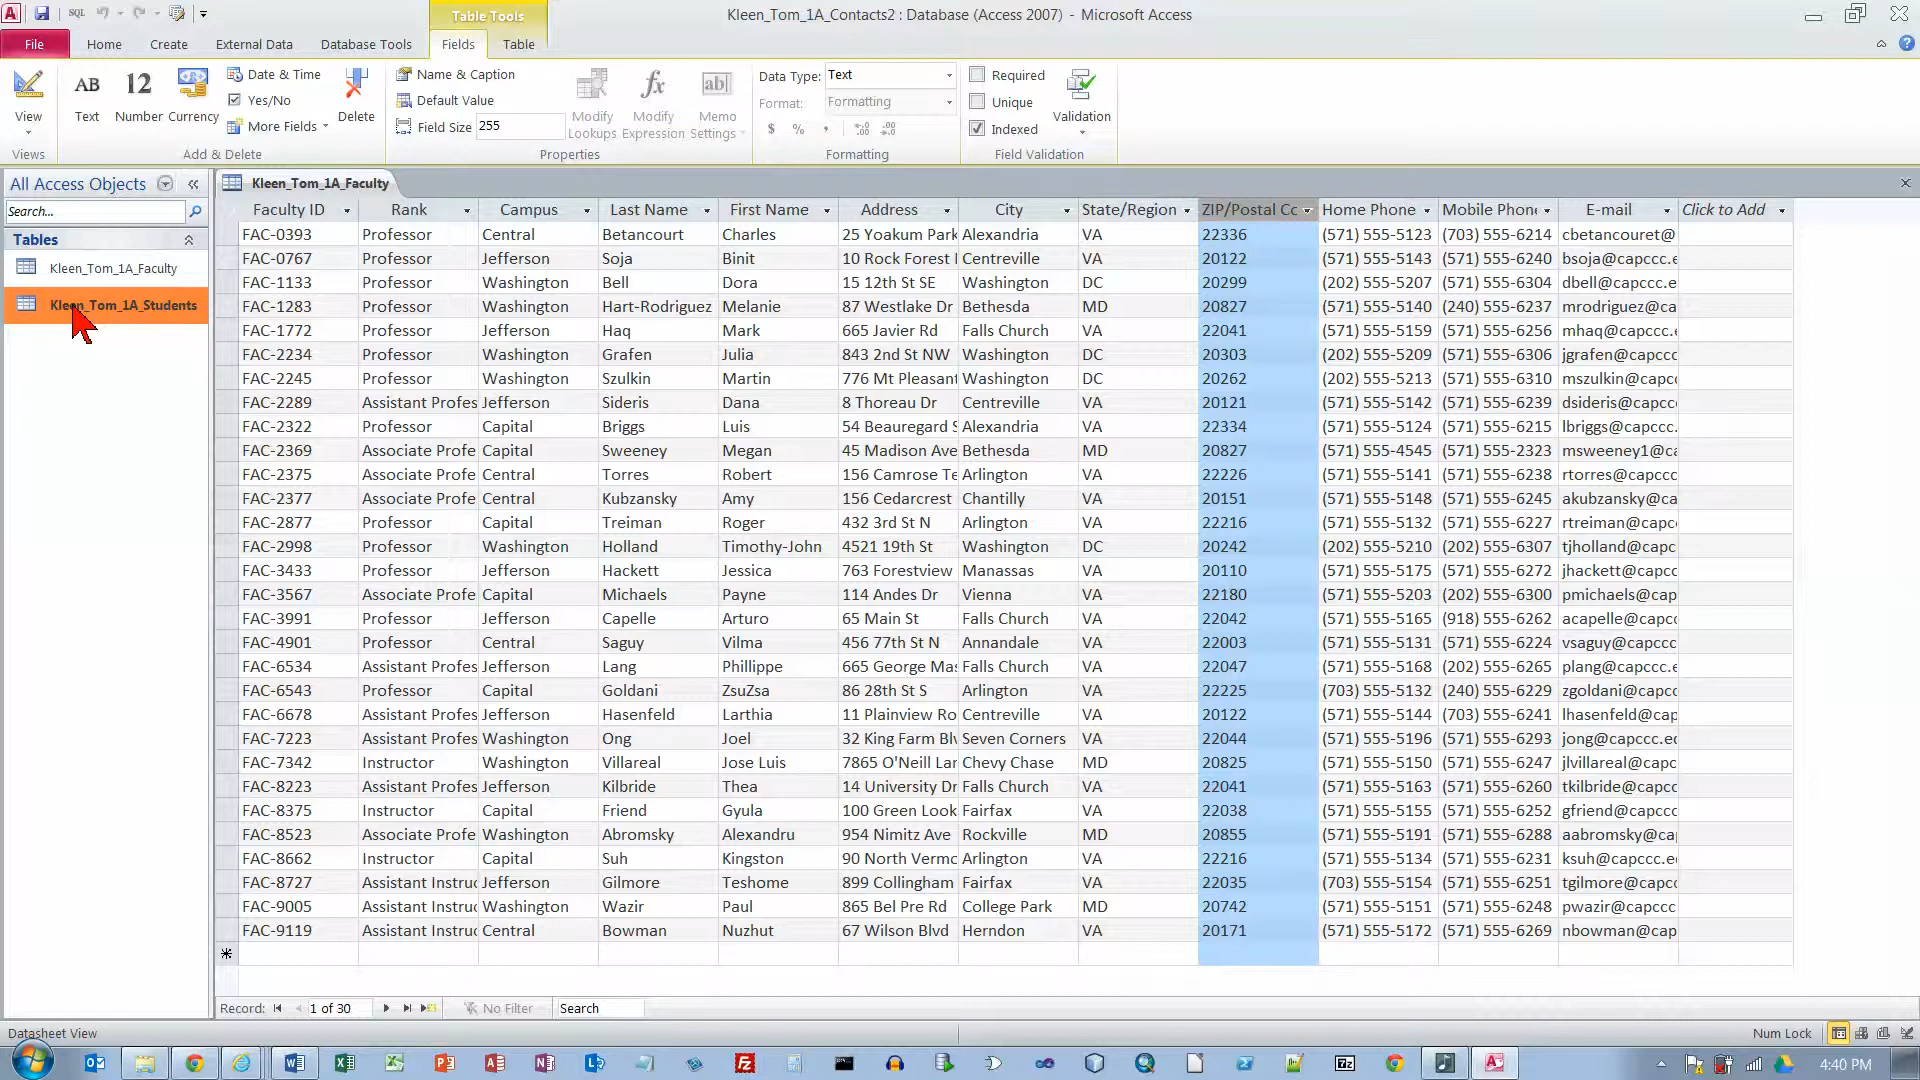 SQL
Table Tools
Kleen_Tom_1A_Contacts2 : Database (Access 2007) - Microsoft Access
File Home Create External Data Database Tools Fields Table
View
Views
AB Text
12 Number
Currency
Date & Time
Yes/No
More Fields
Delete
Add & Delete
Name & Caption
Default Value
Field Size 255
Modify Lookups
fx Modify Expression
ab Memo Settings
Properties
Data Type: Text
Format: Formatting
$ % ,
Formatting
Required
Unique
Indexed
Validation
Field Validation
All Access Objects
Search...
Tables
Kleen_Tom_1A_Faculty
Kleen_Tom_1A_Students
Kleen_Tom_1A_Faculty
Faculty ID Rank Campus Last Name First Name Address City State/Region ZIP/Postal Cc Home Phone Mobile Phone E-mail Click to Add
FAC-0393 Professor Central Betancourt Charles 25 Yoakum Park Alexandria VA 22336 (571) 555-5123 (703) 555-6214 cbetancouret@
FAC-0767 Professor Jefferson Soja Binit 10 Rock Forest Centreville VA 20122 (571) 555-5143 (571) 555-6240 bsoja@capccc.e
FAC-1133 Professor Washington Bell Dora 15 12th St SE Washington DC 20299 (202) 555-5207 (571) 555-6304 dbell@capccc.e
FAC-1283 Professor Washington Hart-Rodriguez Melanie 87 Westlake Dr Bethesda MD 20827 (571) 555-5140 (240) 555-6237 mrodriguez@ca
FAC-1772 Professor Jefferson Haq Mark 665 Javier Rd Falls Church VA 22041 (571) 555-5159 (571) 555-6256 mhaq@capccc.
FAC-2234 Professor Washington Grafen Julia 843 2nd St NW Washington DC 20303 (202) 555-5209 (571) 555-6306 jgrafen@capccc
FAC-2245 Professor Washington Szulkin Martin 776 Mt Pleasant Washington DC 20262 (202) 555-5213 (571) 555-6310 mszulkin@capc
FAC-2289 Assistant Profes Jefferson Sideris Dana 8 Thoreau Dr Centreville VA 20121 (571) 555-5142 (571) 555-6239 dsideris@capcc
FAC-2322 Professor Capital Briggs Luis 54 Beauregard S Alexandria VA 22334 (571) 555-5124 (571) 555-6215 lbriggs@capccc.
FAC-2369 Associate Profe Capital Sweeney Megan 45 Madison Ave Bethesda MD 20827 (571) 555-4545 (571) 555-2323 msweeney1@ca
FAC-2375 Associate Profe Central Torres Robert 156 Camrose Te Arlington VA 22226 (571) 555-5141 (571) 555-6238 rtorres@capccc
FAC-2377 Associate Profe Central Kubzansky Amy 156 Cedarcrest Chantilly VA 20151 (571) 555-5148 (571) 555-6245 akubzansky@ca
FAC-2877 Professor Capital Treiman Roger 432 3rd St N Arlington VA 22216 (571) 555-5132 (571) 555-6227 rtreiman@capc
FAC-2998 Professor Washington Holland Timothy-John 4521 19th St Washington DC 20242 (202) 555-5210 (202) 555-6307 tjholland@capc
FAC-3433 Professor Jefferson Hackett Jessica 763 Forestview Manassas VA 20110 (571) 555-5175 (571) 555-6272 jhackett@capcc
FAC-3567 Associate Profe Capital Michaels Payne 114 Andes Dr Vienna VA 22180 (571) 555-5203 (202) 555-6300 pmichaels@cap
FAC-3991 Professor Jefferson Capelle Arturo 65 Main St Falls Church VA 22042 (571) 555-5165 (918) 555-6262 acapelle@capcc
FAC-4901 Professor Central Saguy Vilma 456 77th St N Annandale VA 22003 (571) 555-5131 (571) 555-6224 vsaguy@capccc
FAC-6534 Assistant Profes Jefferson Lang Phillippe 665 George Mas Falls Church VA 22047 (571) 555-5168 (202) 555-6265 plang@capccc.e
FAC-6543 Professor Capital Goldani ZsuZsa 86 28th St S Arlington VA 22225 (703) 555-5132 (240) 555-6229 zgoldani@capcc
FAC-6678 Assistant Profes Jefferson Hasenfeld Larthia 11 Plainview Ro Centreville VA 20122 (571) 555-5144 (703) 555-6241 lhasenfeld@cap
FAC-7223 Assistant Profes Washington Ong Joel 32 King Farm Blv Seven Corners VA 22044 (571) 555-5196 (571) 555-6293 jong@capccc.ed
FAC-7342 Instructor Washington Villareal Jose Luis 7865 O'Neill Lar Chevy Chase MD 20825 (571) 555-5150 (571) 555-6247 jlvillareal@capc
FAC-8223 Assistant Profes Jefferson Kilbride Thea 14 University Dr Falls Church VA 22041 (571) 555-5163 (571) 555-6260 tkilbride@capcc
FAC-8375 Instructor Capital Friend Gyula 100 Green Look Fairfax VA 22038 (571) 555-5155 (571) 555-6252 gfriend@capccc
FAC-8523 Associate Profe Washington Abromsky Alexandru 954 Nimitz Ave Rockville MD 20855 (571) 555-5191 (571) 555-6288 aabromsky@ca
FAC-8662 Instructor Capital Suh Kingston 90 North Vermo Arlington VA 22216 (571) 555-5134 (571) 555-6231 ksuh@capccc.e
FAC-8727 Assistant Instruc Jefferson Gilmore Teshome 899 Collingham Fairfax VA 22035 (703) 555-5154 (571) 555-6251 tgilmore@capcc
FAC-9005 Assistant Instruc Washington Wazir Paul 865 Bel Pre Rd College Park MD 20742 (571) 555-5151 (571) 555-6248 pwazir@capccc
FAC-9119 Assistant Instruc Central Bowman Nuzhut 67 Wilson Blvd Herndon VA 20171 (571) 555-5172 (571) 555-6269 nbowman@cap
Record: 1 of 30 No Filter Search
Datasheet View Num Lock
4:40 PM